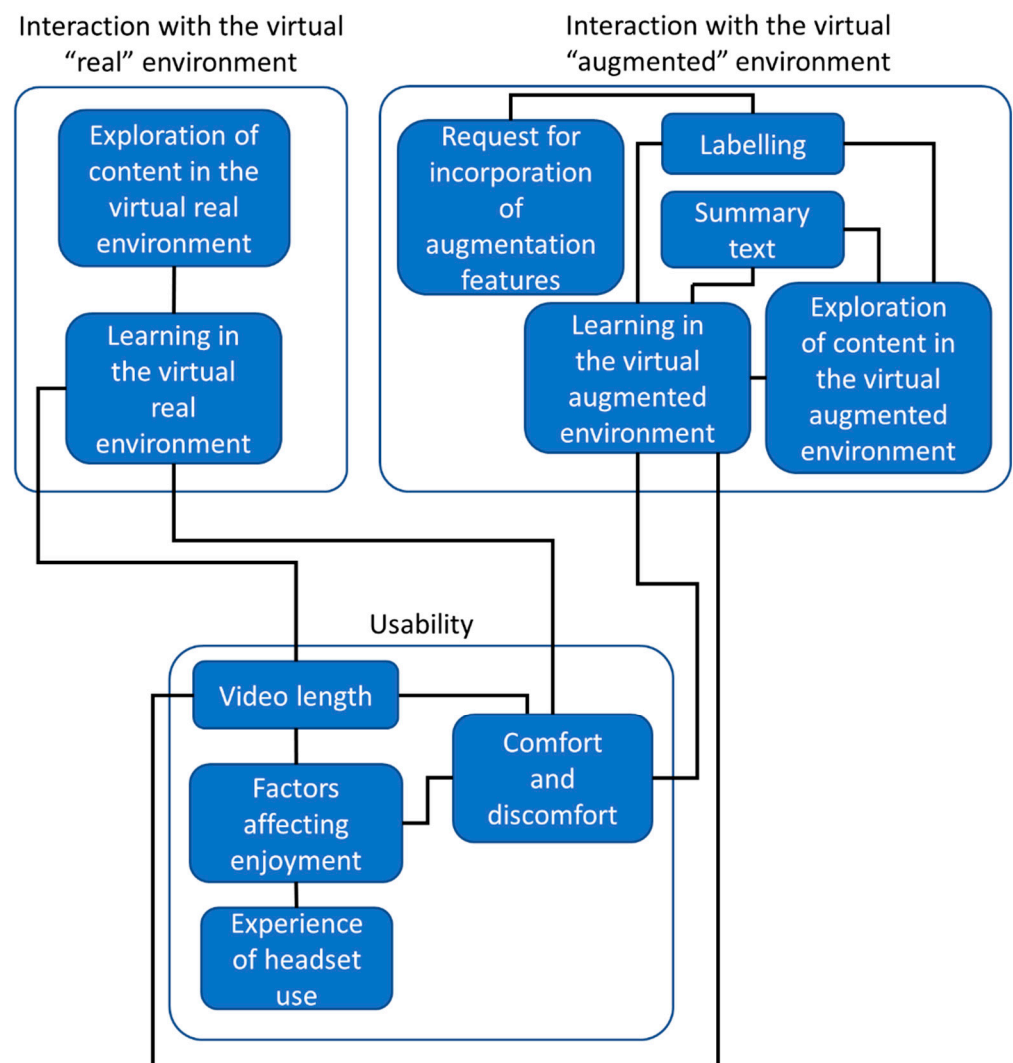 Interaction with the virtual
“real” environment
Exploration of
content in the
virtual real
environment
Learning in
the virtual
real
environment
Interaction with the virtual
“augmented” environment
Request for
incorporation
of
augmentation
features
Labelling
Summary
text
Learning in
the virtual
augmented
environment
Exploration
of content in
the virtual
augmented
environment
Usability
Video length
Comfort
and
discomfort
Factors
affecting
enjoyment
Experience
of headset
use